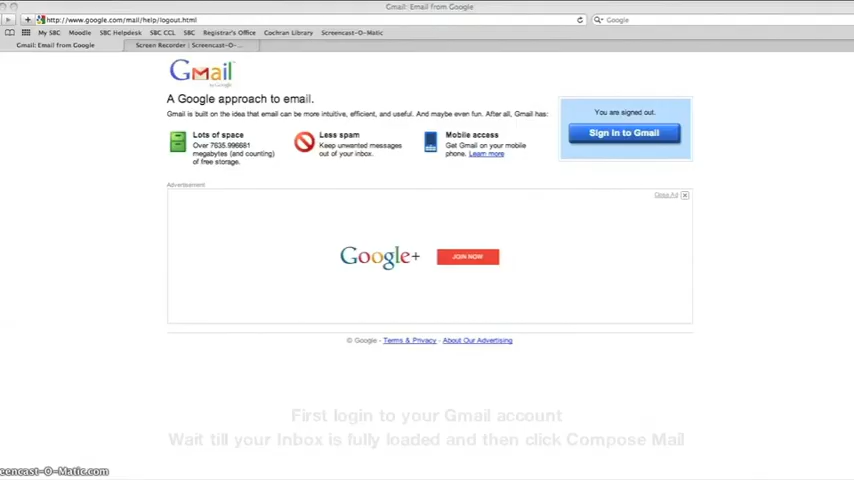 Gmail: Email from Google
http://www.google.com/mail/help/logout.html
Google
My SBC Moodle SBC Helpdesk SBC CCL SBC Registrar's Office Cochran Library Screencast-O-Matic
Gmail: Email from Google
Screen Recorder | Screencast-O-...
Gmail
by Google
A Google approach to email.
Gmail is built on the idea that email can be more intuitive, efficient, and useful. And maybe even fun. After all, Gmail has:
Lots of space
Over 7635.996681
megabytes (and counting)
of free storage.
Less spam
Keep unwanted messages
out of your inbox.
Mobile access
Get Gmail on your mobile
phone. Learn more
You are signed out.
Sign in to Gmail
Advertisement
Close Ad
Google+
JOIN NOW
© Google - Terms & Privacy - About Our Advertising
First login to your Gmail account
Wait till your Inbox is fully loaded and then click Compose Mail
reencast-O-Matic.com